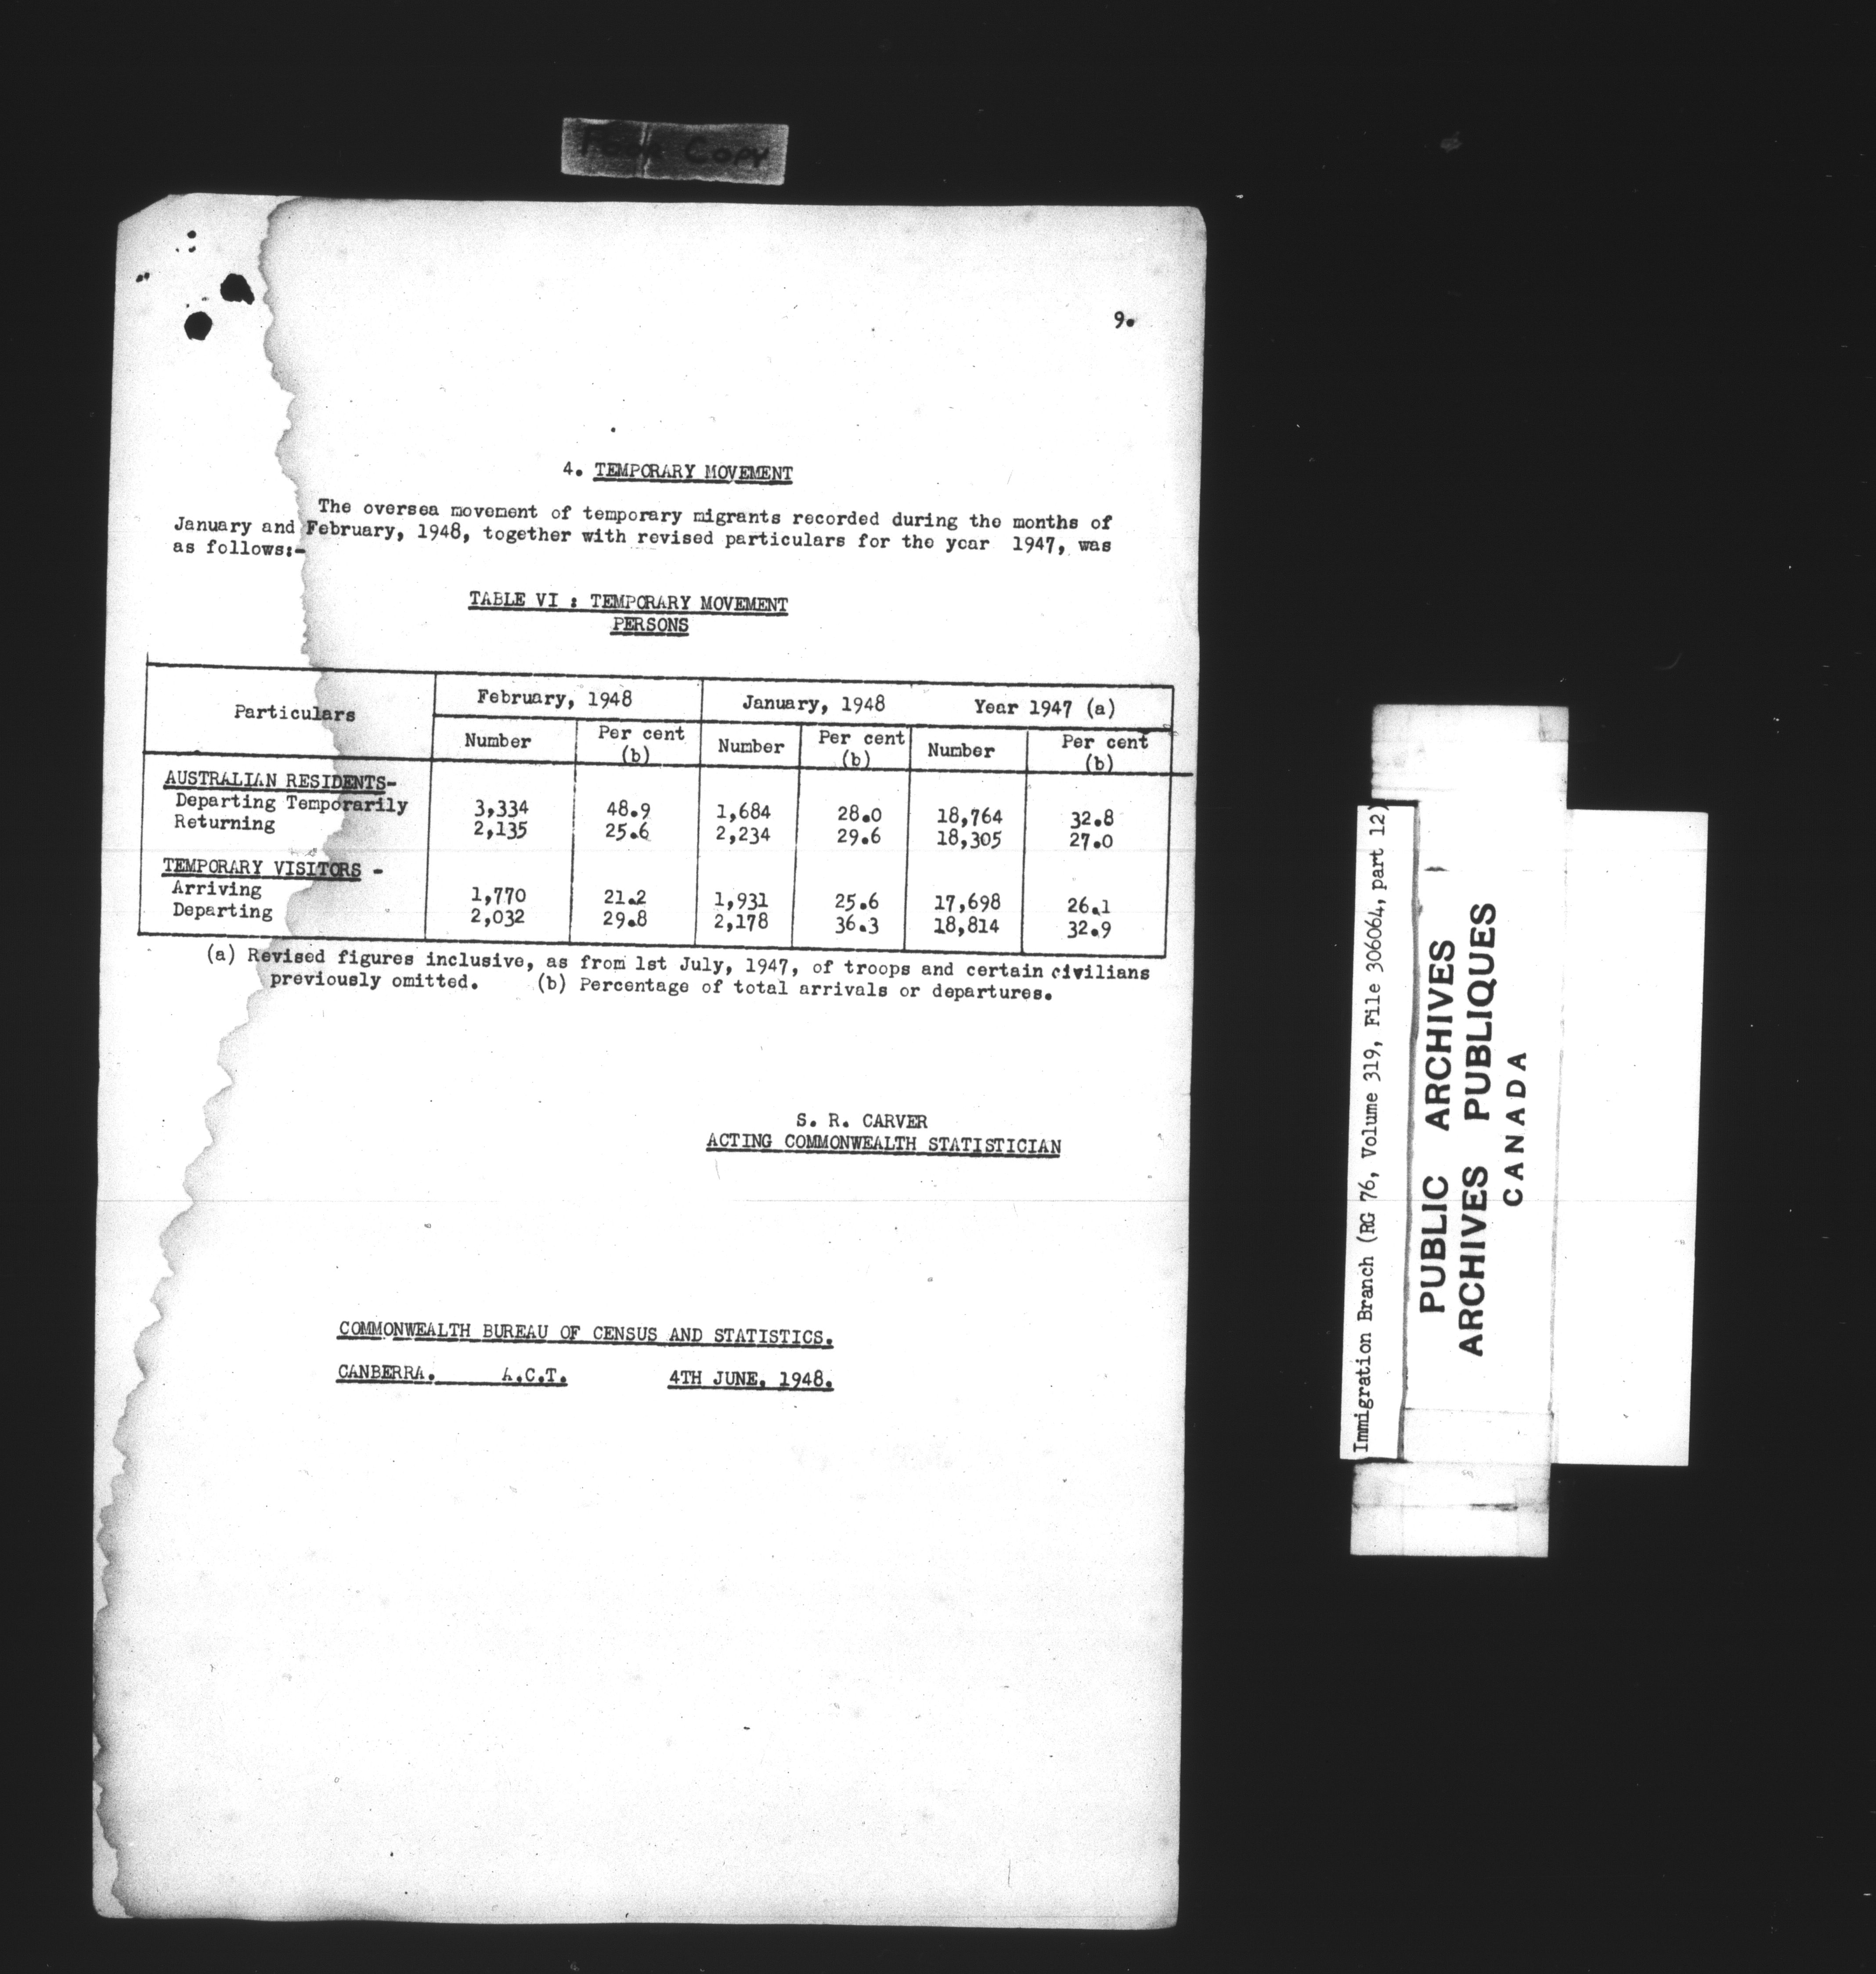 Copy
9.
4. TEMPORARY MOVEMENT
The oversea movement of temporary migrants recorded during the months of
January and February, 1948, together with revised particulars for the year 1947, was
as follows:-
TABLE VI : TEMPORARY MOVEMENT
PERSONS
Particulars February, 1948 January, 1948 Year 1947 (a)
Number Per cent (b) Number Per cent (b) Number Per cent (b)
AUSTRALIAN RESIDENTS-
Departing Temporarily 3,334 48.9 1,684 28.0 18,764 32.8
Returning 2,135 25.6 2,234 29.6 18,305 27.0
TEMPORARY VISITORS -
Arriving 1,770 21.2 1,931 25.6 17,698 26.1
Departing 2,032 29.8 2,178 36.3 18,814 32.9
(a) Revised figures inclusive, as from 1st July, 1947, of troops and certain civilians
previously omitted. (b) Percentage of total arrivals or departures.
S. R. CARVER
ACTING COMMONWEALTH STATISTICIAN
COMMONWEALTH BUREAU OF CENSUS AND STATISTICS.
CANBERRA. A.C.T. 4TH JUNE, 1948.
Immigration Branch (RG 76, Volume 319, File 306064, part 12)
PUBLIC ARCHIVES
ARCHIVES PUBLIQUES
CANADA